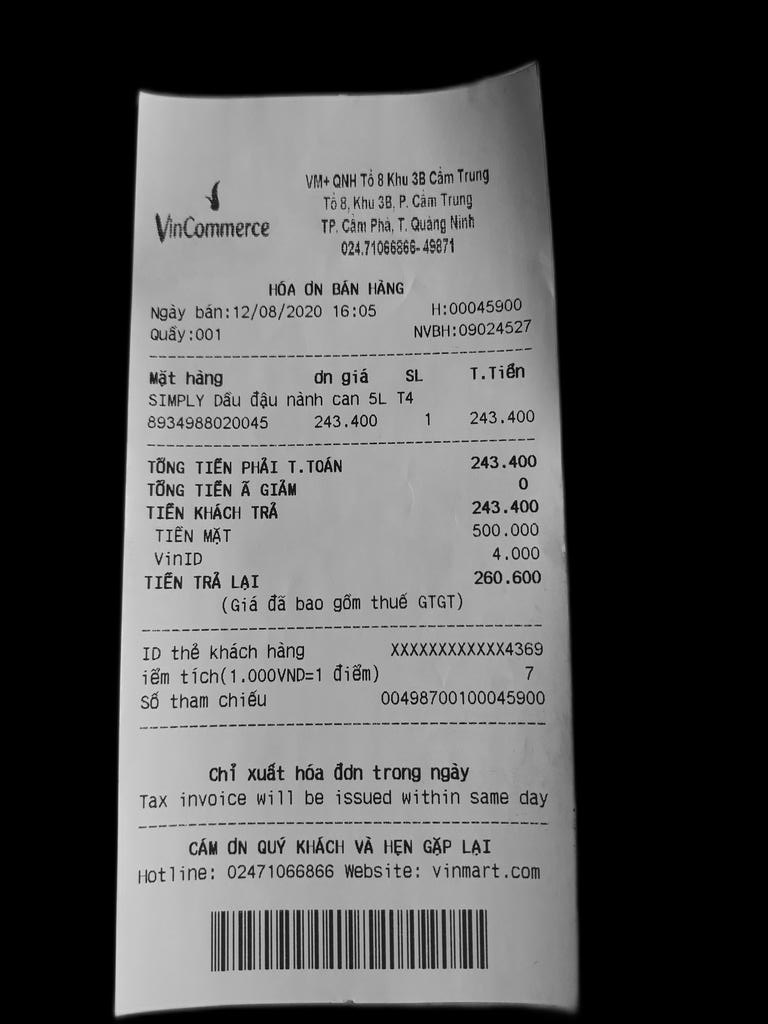 VinCommerce
VM+ QNH Tổ 8 Khu 3B Cẩm Trung
Tổ 8, Khu 3B, P. Cẩm Trung
TP. Cẩm Phả, T. Quảng Ninh
024.71066866-49871
HÓA ƠN BÁN HÀNG
Ngày bán:12/08/2020 16:05 H:00045900
Quầy:001 NVBH:09024527
Mặt hàng ơn giá SL T.Tiền
SIMPLY Dầu đậu nành can 5L T4
8934988020045 243.400 1 243.400
TỔNG TIỀN PHẢI T.TOÁN 243.400
TỔNG TIỀN Ã GIẢM 0
TIỀN KHÁCH TRẢ 243.400
TIỀN MẶT 500.000
VinID 4.000
TIỀN TRẢ LẠI 260.600
(Giá đã bao gồm thuế GTGT)
ID thẻ khách hàng XXXXXXXXXXXX4369
iểm tích(1.000VND=1 điểm) 7
Số tham chiếu 00498700100045900
Chỉ xuất hóa đơn trong ngày
Tax invoice will be issued within same day
CÁM ƠN QUÝ KHÁCH VÀ HẸN GẶP LẠI
Hotline: 02471066866 Website: vinmart.com